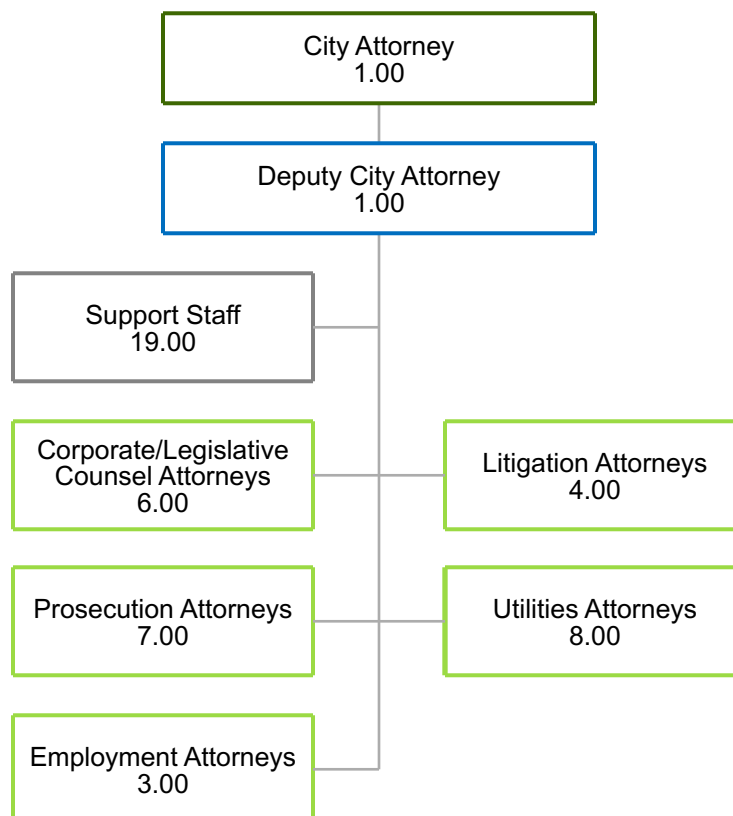 City Attorney
1.00
Deputy City Attorney
1.00
Support Staff
19.00
Corporate/Legislative
Counsel Attorneys
6.00
Litigation Attorneys
4.00
Prosecution Attorneys
7.00
Utilities Attorneys
8.00
Employment Attorneys
3.00